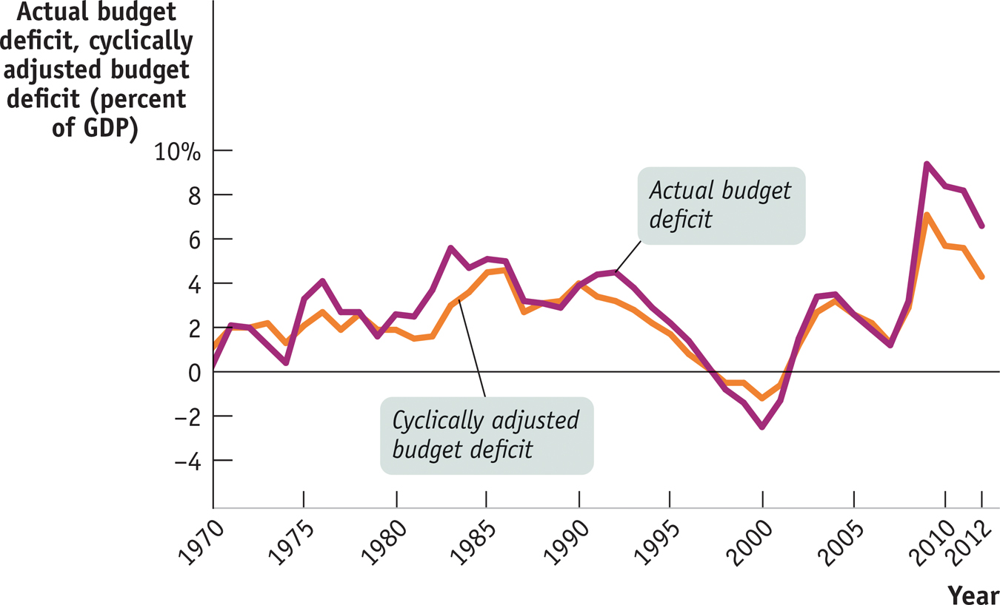 Actual budget
deficit, cyclically
adjusted budget
deficit (percent
of GDP)
10%
8
6
4
2
0
−2
−4
Actual budget
deficit
Cyclically adjusted
budget deficit
1970
1975
1980
1985
1990
1995
2000
2005
2010
2012
Year